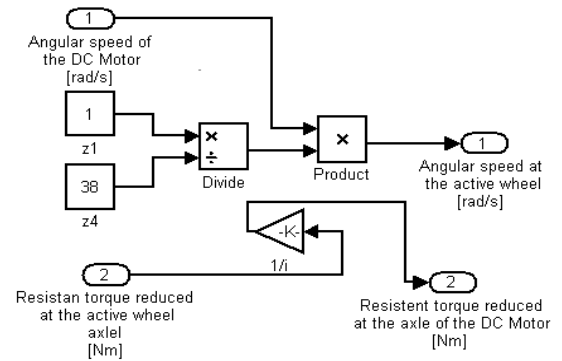 1
Angular speed of
the DC Motor
[rad/s]
1
z1
38
z4
×
÷
Divide
×
Product
1
Angular speed at
the active wheel
[rad/s]
-K-
1/i
2
Resistan torque reduced
at the active wheel
axlel
[Nm]
2
Resistent torque reduced
at the axle of the DC Motor
[Nm]